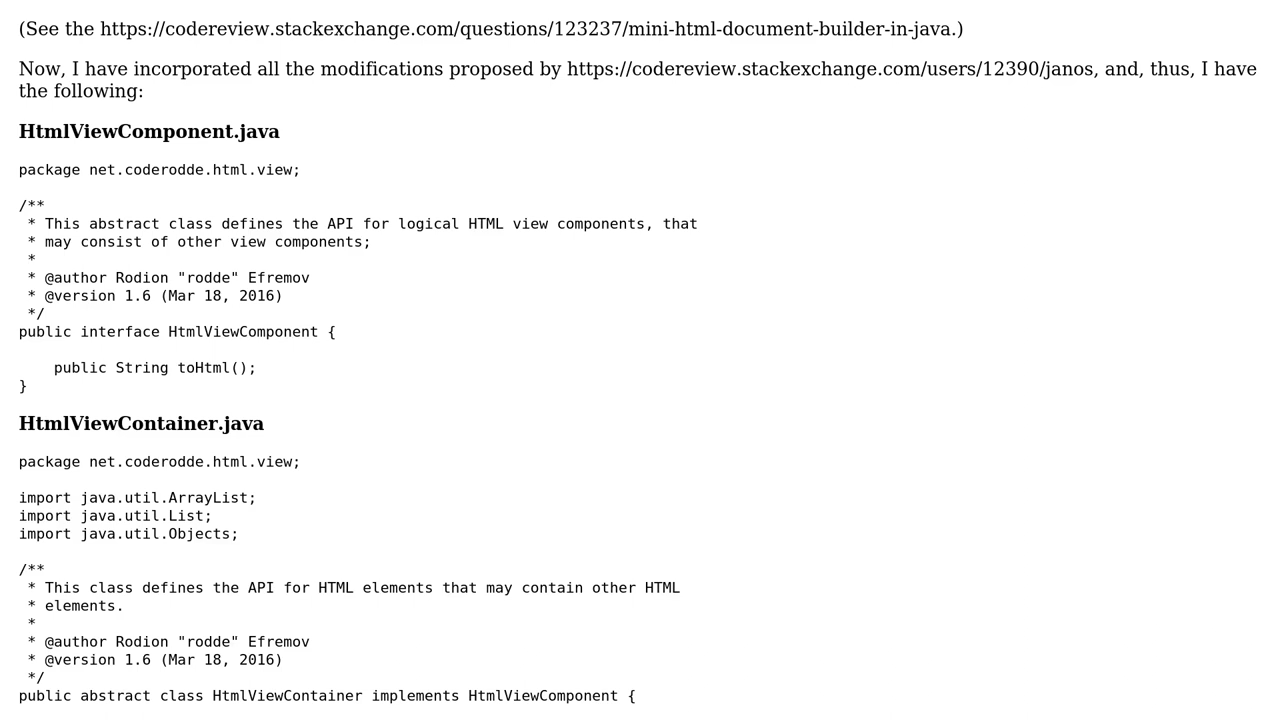 (See the https://codereview.stackexchange.com/questions/123237/mini-html-document-builder-in-java.)
Now, I have incorporated all the modifications proposed by https://codereview.stackexchange.com/users/12390/janos, and, thus, I have
the following:
HtmlViewComponent.java
package net.coderodde.html.view;
/**
 * This abstract class defines the API for logical HTML view components, that
 * may consist of other view components;
 *
 * @author Rodion "rodde" Efremov
 * @version 1.6 (Mar 18, 2016)
 */
public interface HtmlViewComponent {
    public String toHtml();
}
HtmlViewContainer.java
package net.coderodde.html.view;
import java.util.ArrayList;
import java.util.List;
import java.util.Objects;
/**
 * This class defines the API for HTML elements that may contain other HTML
 * elements.
 *
 * @author Rodion "rodde" Efremov
 * @version 1.6 (Mar 18, 2016)
 */
public abstract class HtmlViewContainer implements HtmlViewComponent {